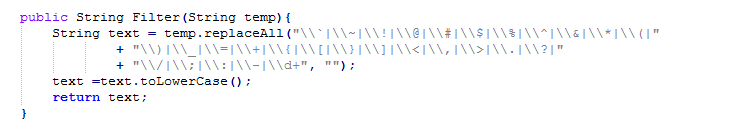 public String Filter(String temp){
String text = temp.replaceAll("\\`|\\~|\\!|\\@|\\#|\\$|\\%|\\^|\\&|\\*|\\(|"
+ "\\)|\\_|\\=|\\+|\\{|\\[|\\}|\\]|\\<|\\,|\\>|\\.|\\?|"
+ "\\/|\\;|\\:|\\-|\\d+", "");
text =text.toLowerCase();
return text;
}